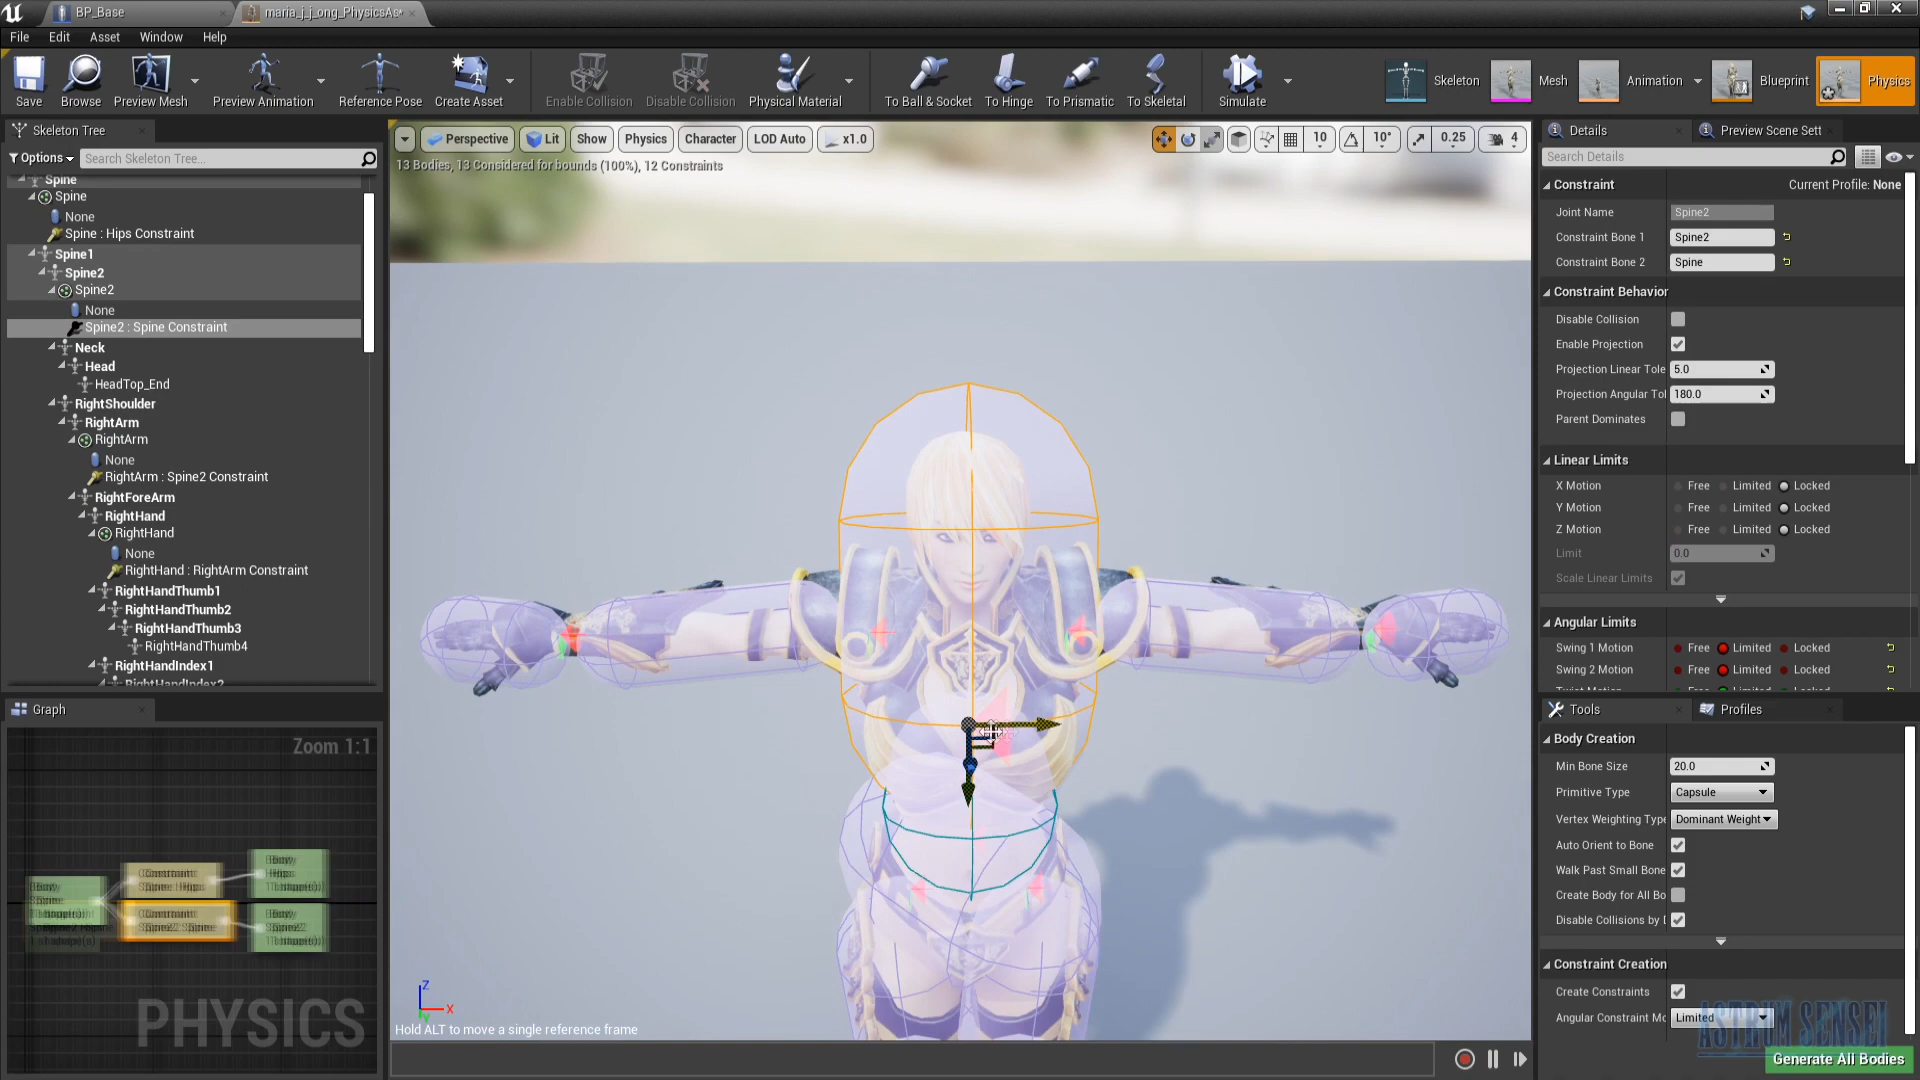 BP_Base
maria_j_j_ong_PhysicsAs
File Edit Asset Window Help
Save
Browse
Preview Mesh
Preview Animation
Reference Pose
Create Asset
Enable Collision
Disable Collision
Physical Material
To Ball & Socket
To Hinge
To Prismatic
To Skeletal
Simulate
Skeleton
Mesh
Animation
Blueprint
Physics
Skeleton Tree
Options
Search Skeleton Tree...
Spine
Spine
None
Spine : Hips Constraint
Spine1
Spine2
Spine2
None
Spine2 : Spine Constraint
Neck
Head
HeadTop_End
RightShoulder
RightArm
RightArm
None
RightArm : Spine2 Constraint
RightForeArm
RightHand
RightHand
None
RightHand : RightArm Constraint
RightHandThumb1
RightHandThumb2
RightHandThumb3
RightHandThumb4
RightHandIndex1
RightHandIndex2
Graph
Zoom 1:1
PHYSICS
Perspective Lit Show Physics Character LOD Auto x1.0
10 10° 0.25 4
13 Bodies, 13 Considered for bounds (100%), 12 Constraints
Z
X
Y
Hold ALT to move a single reference frame
Details
Preview Scene Sett
Search Details
Constraint Current Profile: None
Joint Name Spine2
Constraint Bone 1 Spine2
Constraint Bone 2 Spine
Constraint Behavior
Disable Collision
Enable Projection
Projection Linear Tole 5.0
Projection Angular Tol 180.0
Parent Dominates
Linear Limits
X Motion Free Limited Locked
Y Motion Free Limited Locked
Z Motion Free Limited Locked
Limit 0.0
Scale Linear Limits
Angular Limits
Swing 1 Motion Free Limited Locked
Swing 2 Motion Free Limited Locked
Tools
Profiles
Body Creation
Min Bone Size 20.0
Primitive Type Capsule
Vertex Weighting Type Dominant Weight
Auto Orient to Bone
Walk Past Small Bone
Create Body for All Bo
Disable Collisions by
Constraint Creation
Create Constraints
Angular Constraint Mo Limited
ASTRUM SENSEI
Generate All Bodies